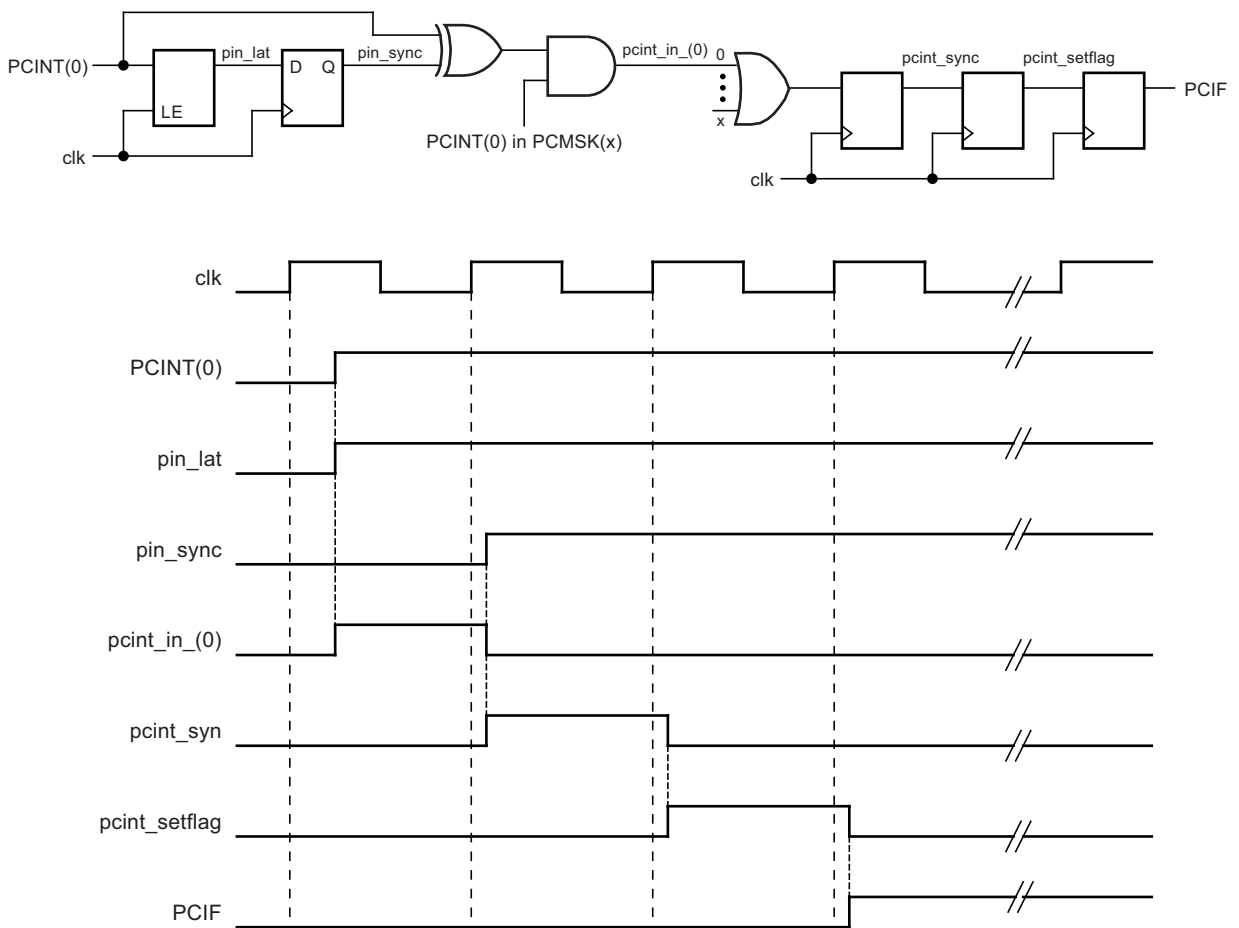 PCINT(0)
pin_lat
D Q
pin_sync
pcint_in_(0) 0
pcint_sync
pcint_setflag
PCIF
LE
x
clk
PCINT(0) in PCMSK(x)
clk
clk
PCINT(0)
pin_lat
pin_sync
pcint_in_(0)
pcint_syn
pcint_setflag
PCIF